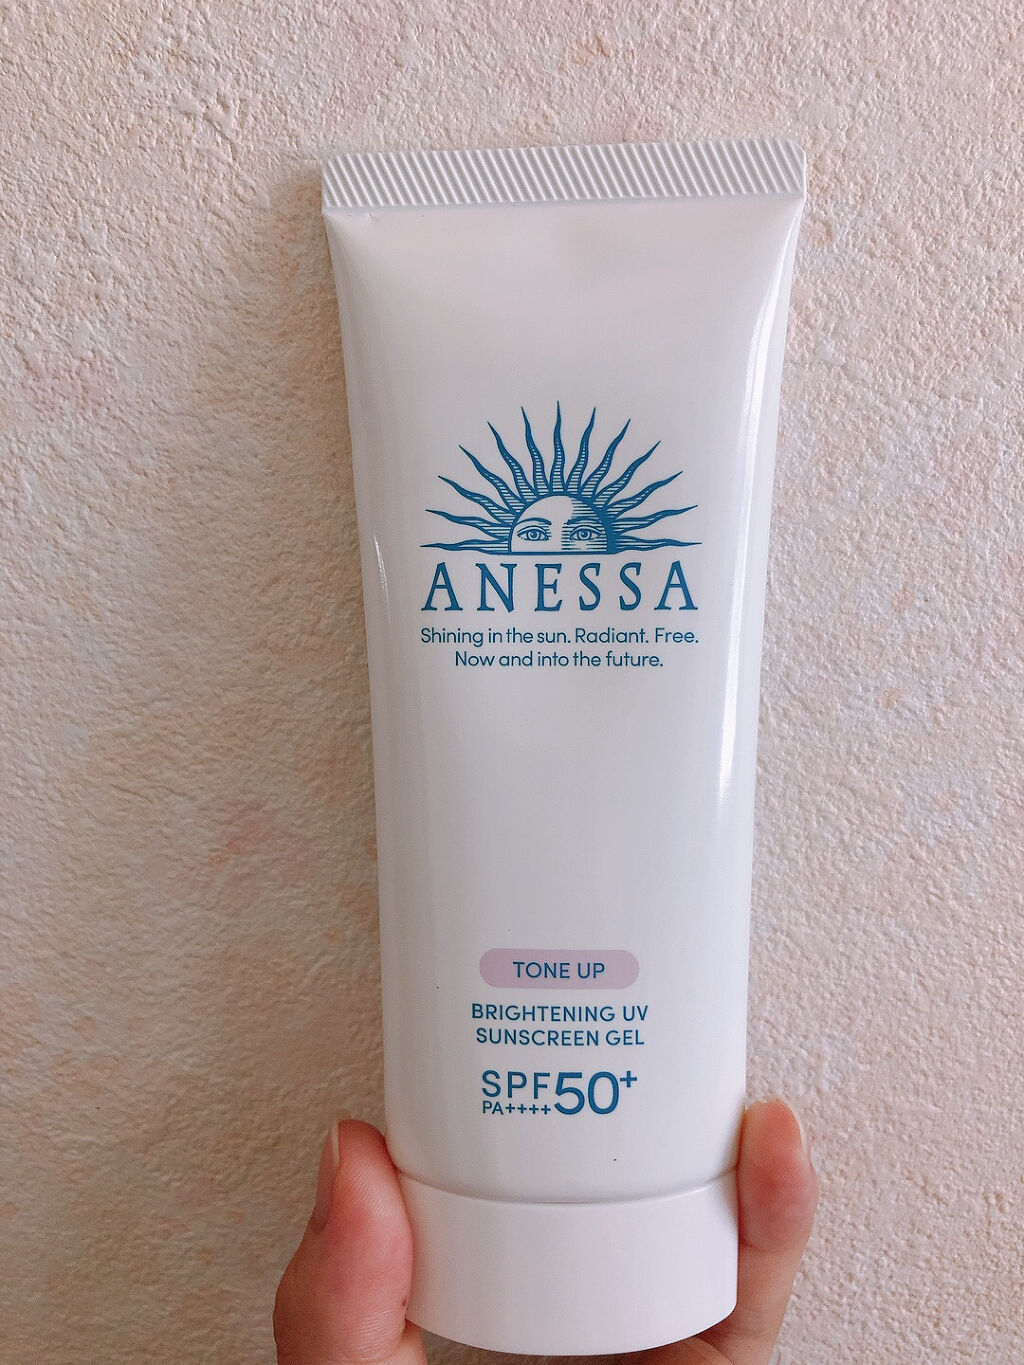 ANESSA
Shining in the sun. Radiant. Free.
Now and into the future.
TONE UP
BRIGHTENING UV
SUNSCREEN GEL
SPF50+
PA++++